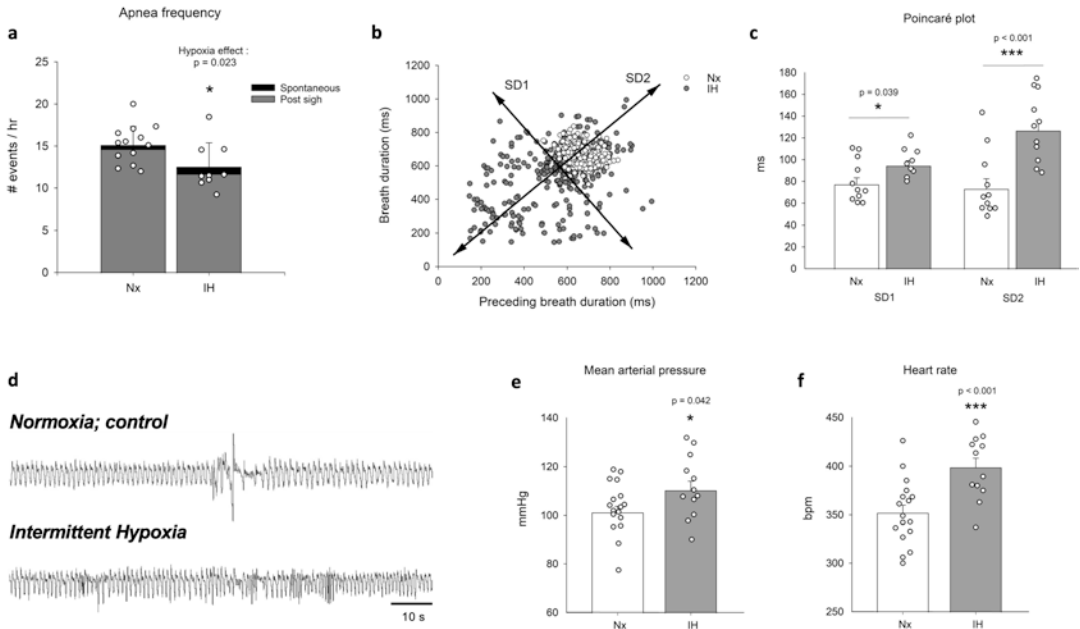 Apnea frequency
a
Hypoxia effect :
p = 0.023
*
Spontaneous
Post sigh
25
20
15
10
5
0
# events / hr
Nx IH
b
1200
1000
800
600
400
200
0
Breath duration (ms)
SD1 SD2
Nx
IH
0 200 400 600 800 1000 1200
Preceding breath duration (ms)
Poincaré plot
c
p < 0.001
***
p = 0.039
*
180
160
140
120
100
80
60
40
20
0
ms
Nx IH Nx IH
SD1 SD2
d
Normoxia; control
Intermittent Hypoxia
10 s
e
Mean arterial pressure
p = 0.042
*
140
120
100
80
60
mmHg
Nx IH
f
Heart rate
p < 0.001
***
450
400
350
300
250
bpm
Nx IH